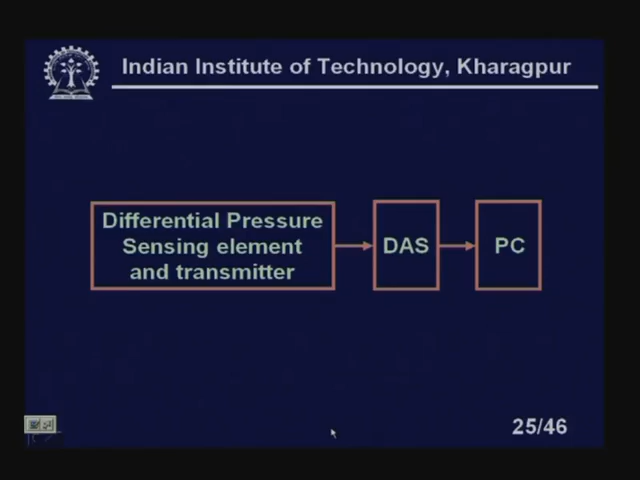 Indian Institute of Technology, Kharagpur
Differential Pressure
Sensing element
and transmitter
DAS
PC
25/46